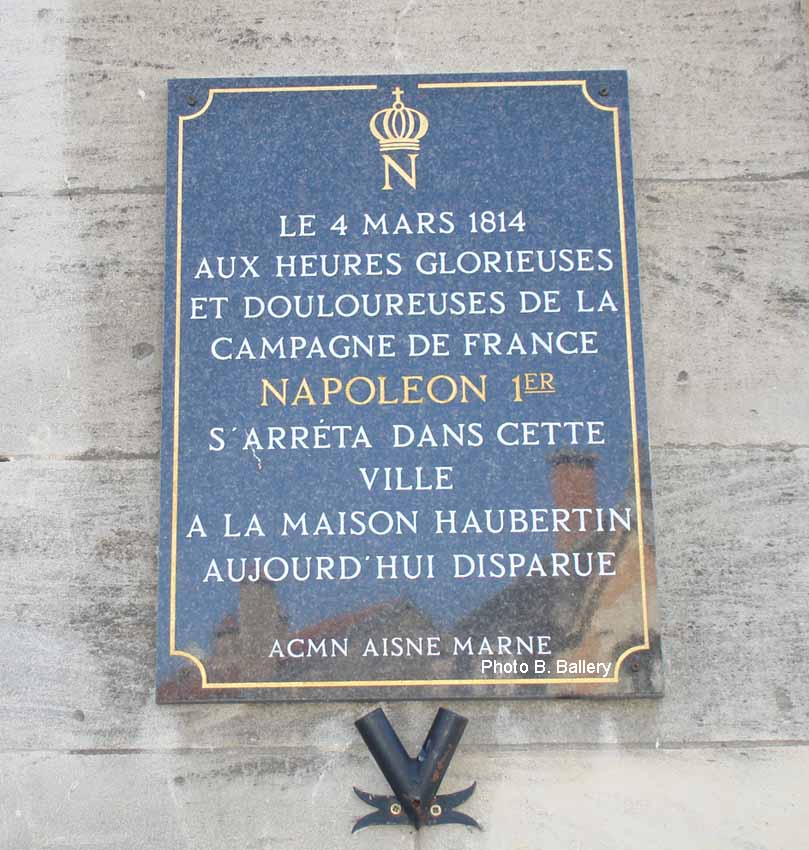 N
LE 4 MARS 1814
AUX HEURES GLORIEUSES
ET DOULOUREUSES DE LA
CAMPAGNE DE FRANCE
NAPOLEON 1ER
S´ARRÉTA DANS CETTE
VILLE
A LA MAISON HAUBERTIN
AUJOURD´HUI DISPARUE
ACMN AISNE MARNE
Photo B. Ballery